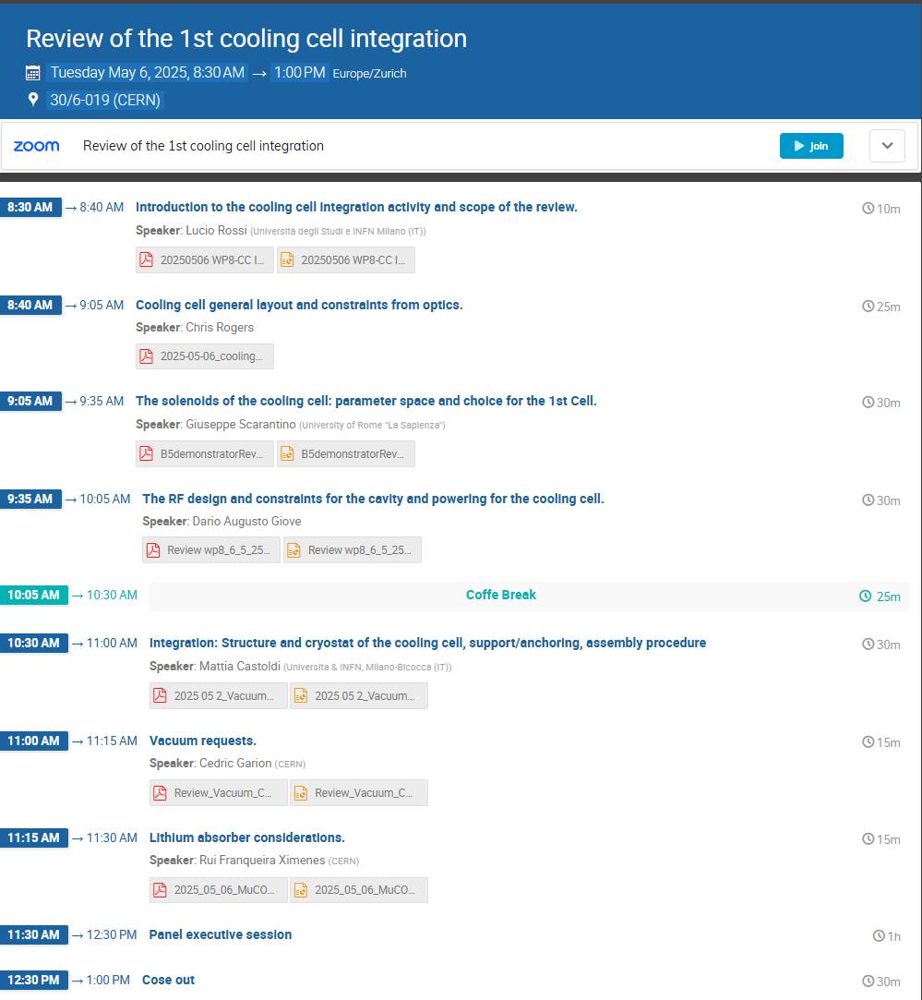 Review of the 1st cooling cell integration
Tuesday May 6, 2025, 8:30 AM → 1:00 PM Europe/Zurich
30/6-019 (CERN)
zoom Review of the 1st cooling cell integration Join
8:30 AM → 8:40 AM Introduction to the cooling cell integration activity and scope of the review. 10m
Speaker: Lucio Rossi (Università degli Studi e INFN Milano (IT))
20250506 WP8-CC I... 20250506 WP8-CC I...
8:40 AM → 9:05 AM Cooling cell general layout and constraints from optics. 25m
Speaker: Chris Rogers
2025-05-06_cooling...
9:05 AM → 9:35 AM The solenoids of the cooling cell: parameter space and choice for the 1st Cell. 30m
Speaker: Giuseppe Scarantino (University of Rome "La Sapienza")
B5demonstratorRev... B5demonstratorRev...
9:35 AM → 10:05 AM The RF design and constraints for the cavity and powering for the cooling cell. 30m
Speaker: Dario Augusto Giove
Review wp8_6_5_25... Review wp8_6_5_25...
10:05 AM → 10:30 AM Coffe Break 25m
10:30 AM → 11:00 AM Integration: Structure and cryostat of the cooling cell, support/anchoring, assembly procedure 30m
Speaker: Mattia Castoldi (Universita & INFN, Milano-Bicocca (IT))
2025 05 2_Vacuum... 2025 05 2_Vacuum...
11:00 AM → 11:15 AM Vacuum requests. 15m
Speaker: Cedric Garion (CERN)
Review_Vacuum_C... Review_Vacuum_C...
11:15 AM → 11:30 AM Lithium absorber considerations. 15m
Speaker: Rui Franqueira Ximenes (CERN)
2025_05_06_MuCO... 2025_05_06_MuCO...
11:30 AM → 12:30 PM Panel executive session 1h
12:30 PM → 1:00 PM Cose out 30m